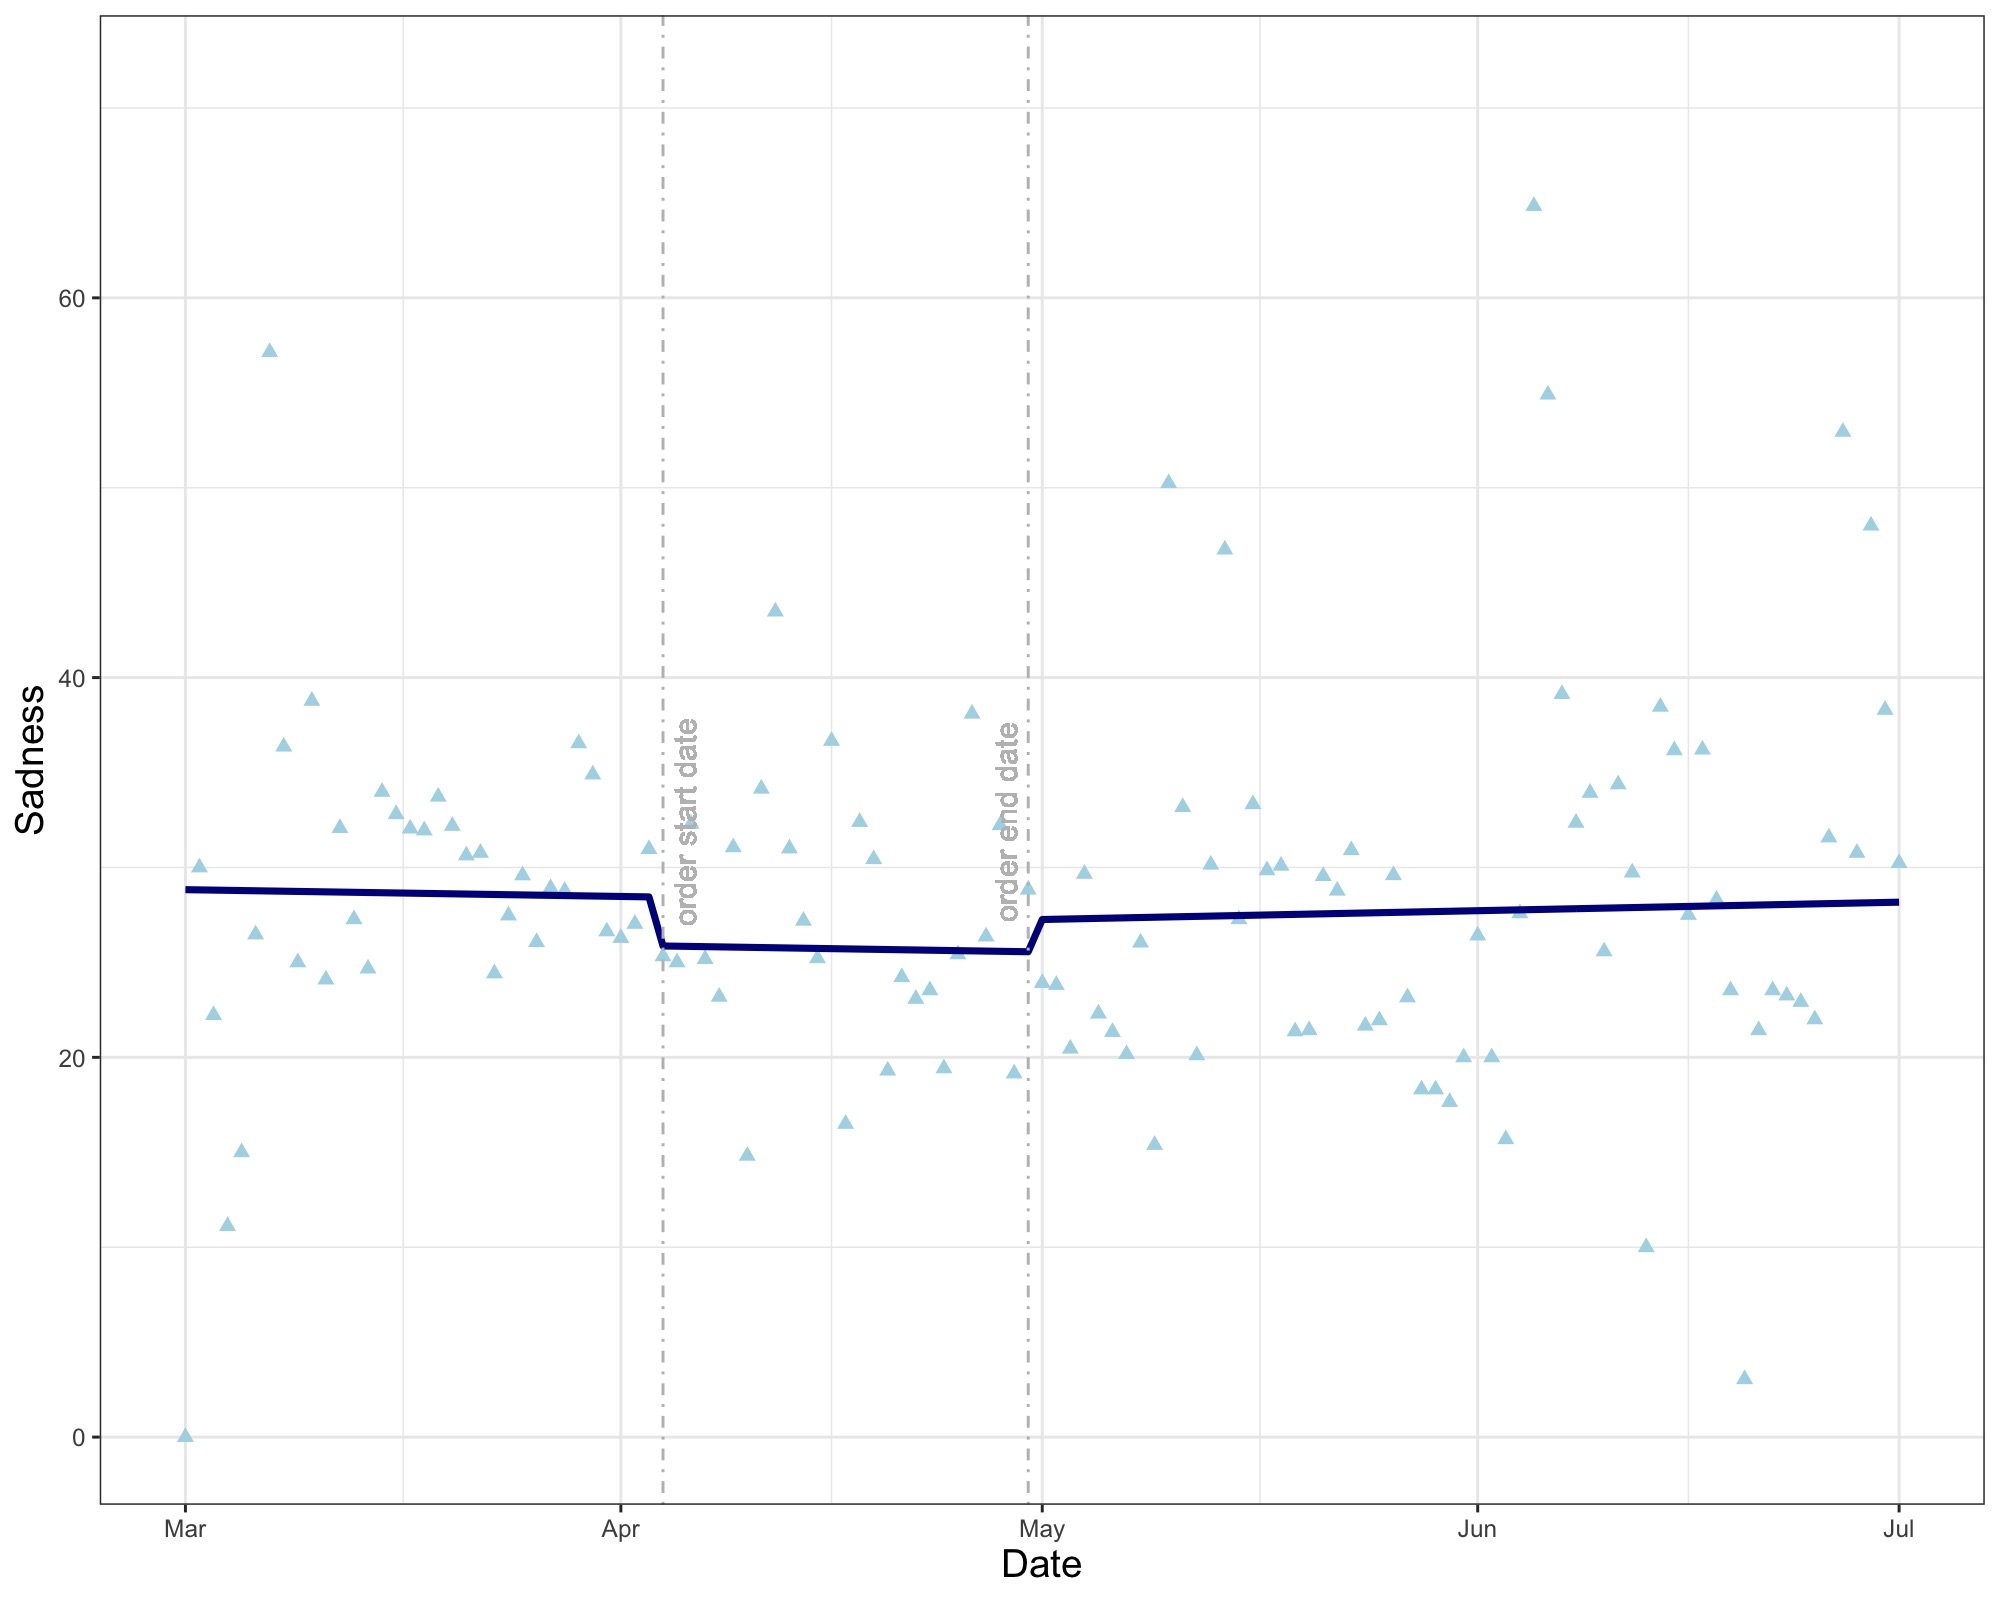 Sadness
60
40
20
0
order start date
order end date
Mar
Apr
May
Jun
Jul
Date